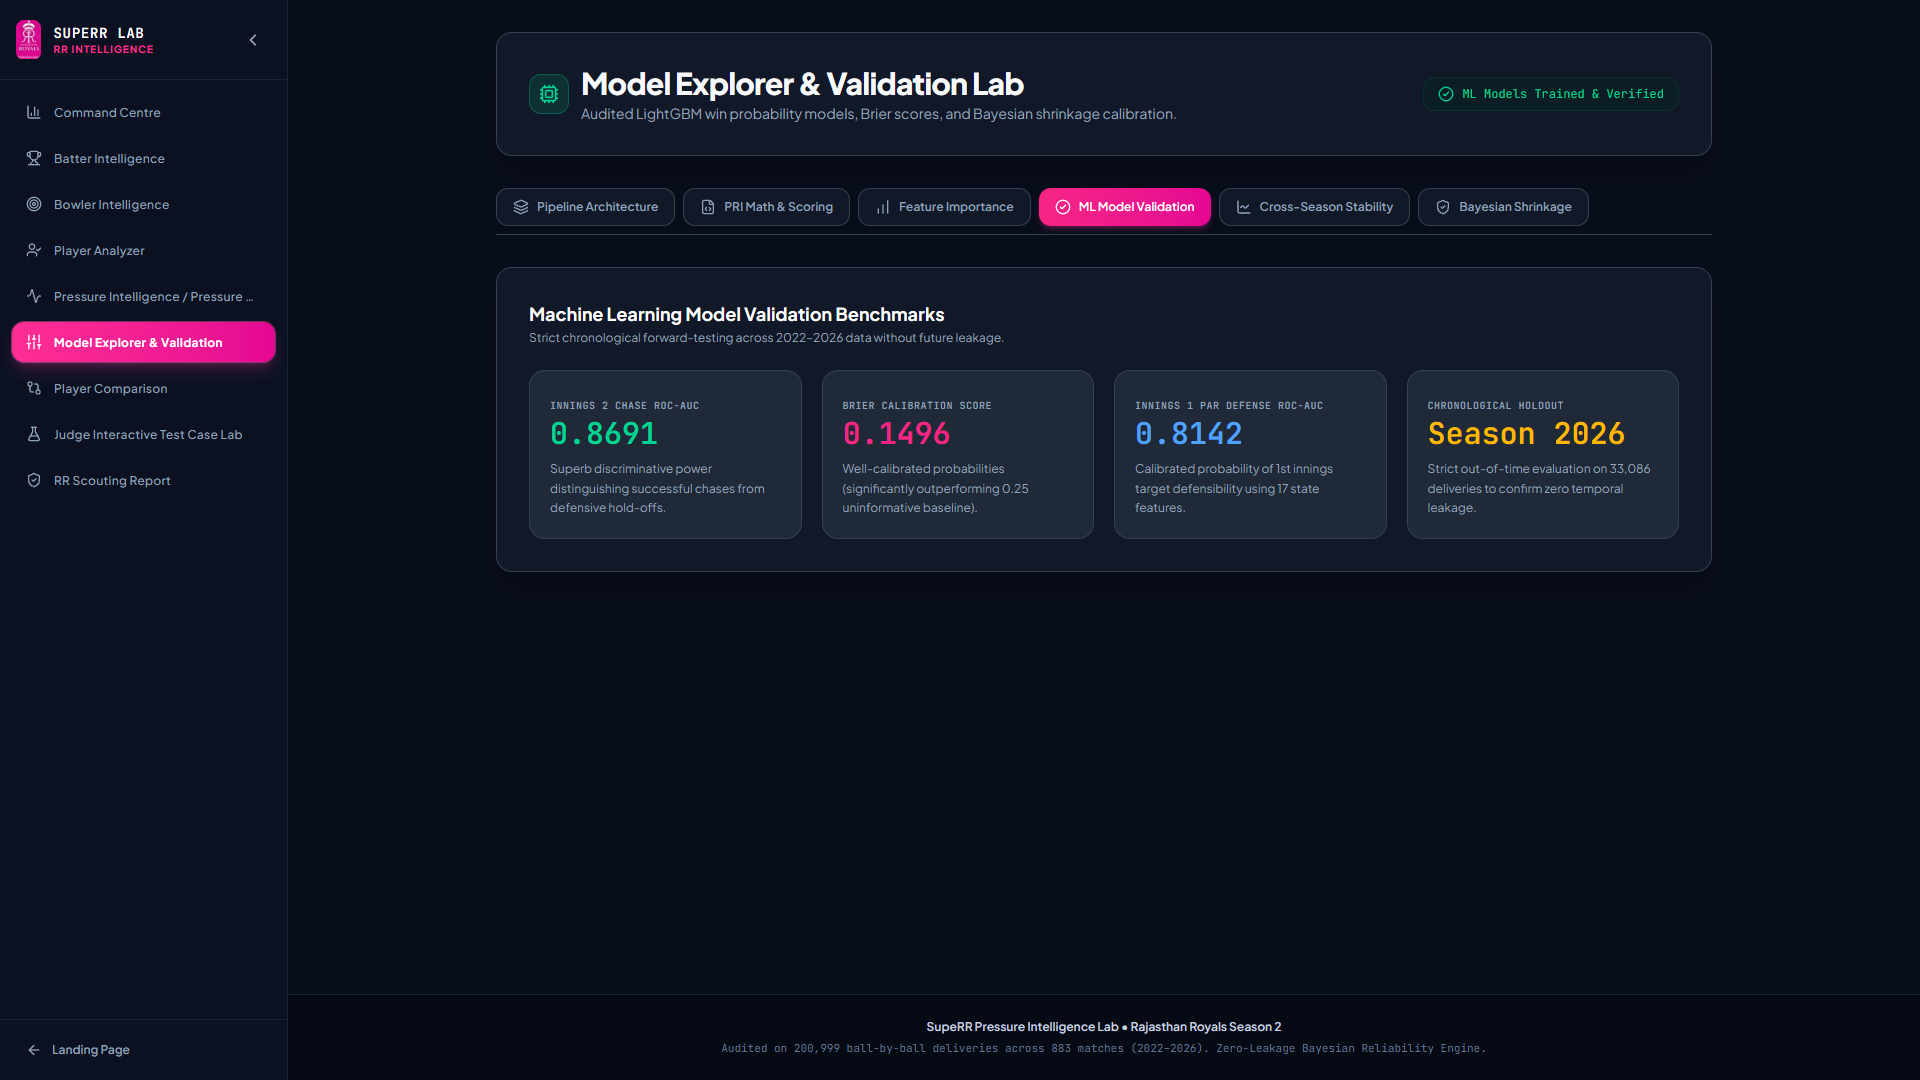 SUPERR LAB
RR INTELLIGENCE
Command Centre
Batter Intelligence
Bowler Intelligence
Player Analyzer
Pressure Intelligence / Pressure ...
Model Explorer & Validation
Player Comparison
Judge Interactive Test Case Lab
RR Scouting Report
Landing Page
Model Explorer & Validation Lab
Audited LightGBM win probability models, Brier scores, and Bayesian shrinkage calibration.
ML Models Trained & Verified
Pipeline Architecture
PRI Math & Scoring
Feature Importance
ML Model Validation
Cross-Season Stability
Bayesian Shrinkage
Machine Learning Model Validation Benchmarks
Strict chronological forward-testing across 2022–2026 data without future leakage.
INNINGS 2 CHASE ROC-AUC
0.8691
Superb discriminative power
distinguishing successful chases from
defensive hold-offs.
BRIER CALIBRATION SCORE
0.1496
Well-calibrated probabilities
(significantly outperforming 0.25
uninformative baseline).
INNINGS 1 PAR DEFENSE ROC-AUC
0.8142
Calibrated probability of 1st innings
target defensibility using 17 state
features.
CHRONOLOGICAL HOLDOUT
Season 2026
Strict out-of-time evaluation on 33,086
deliveries to confirm zero temporal
leakage.
SupeRR Pressure Intelligence Lab • Rajasthan Royals Season 2
Audited on 200,999 ball-by-ball deliveries across 883 matches (2022–2026). Zero-Leakage Bayesian Reliability Engine.